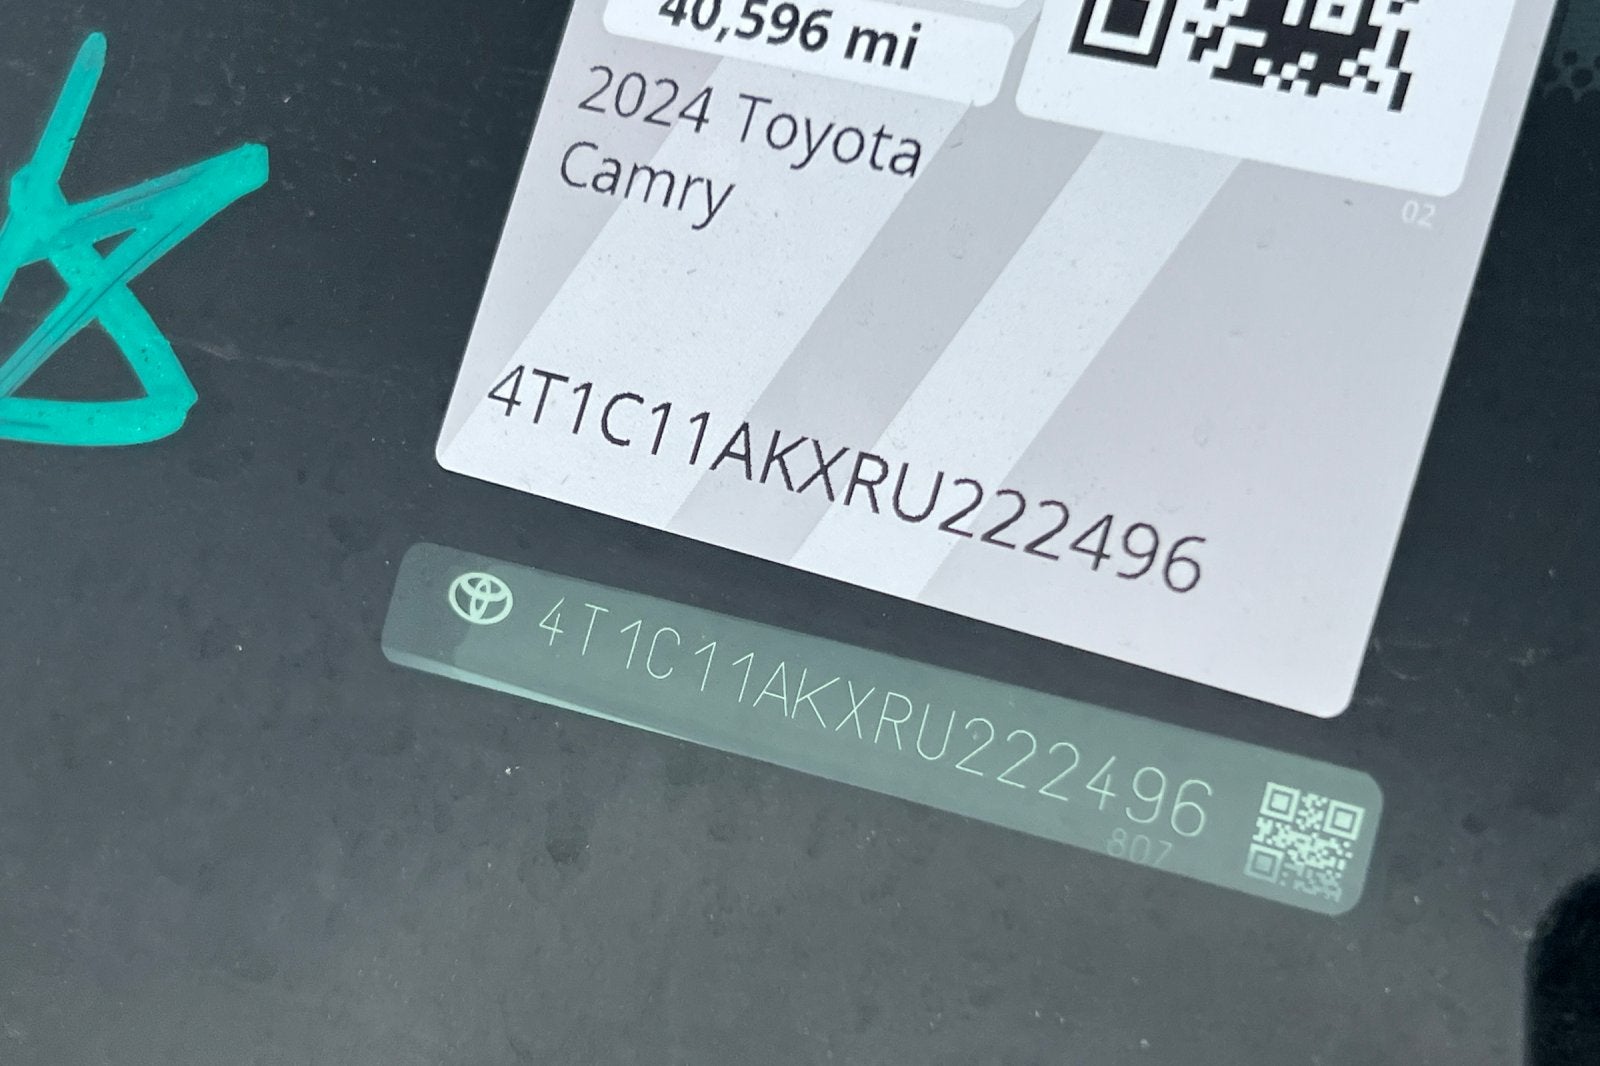 40,596 mi
2024 Toyota
Camry
02
4T1C11AKXRU222496
4T1C11AKXRU222496
807